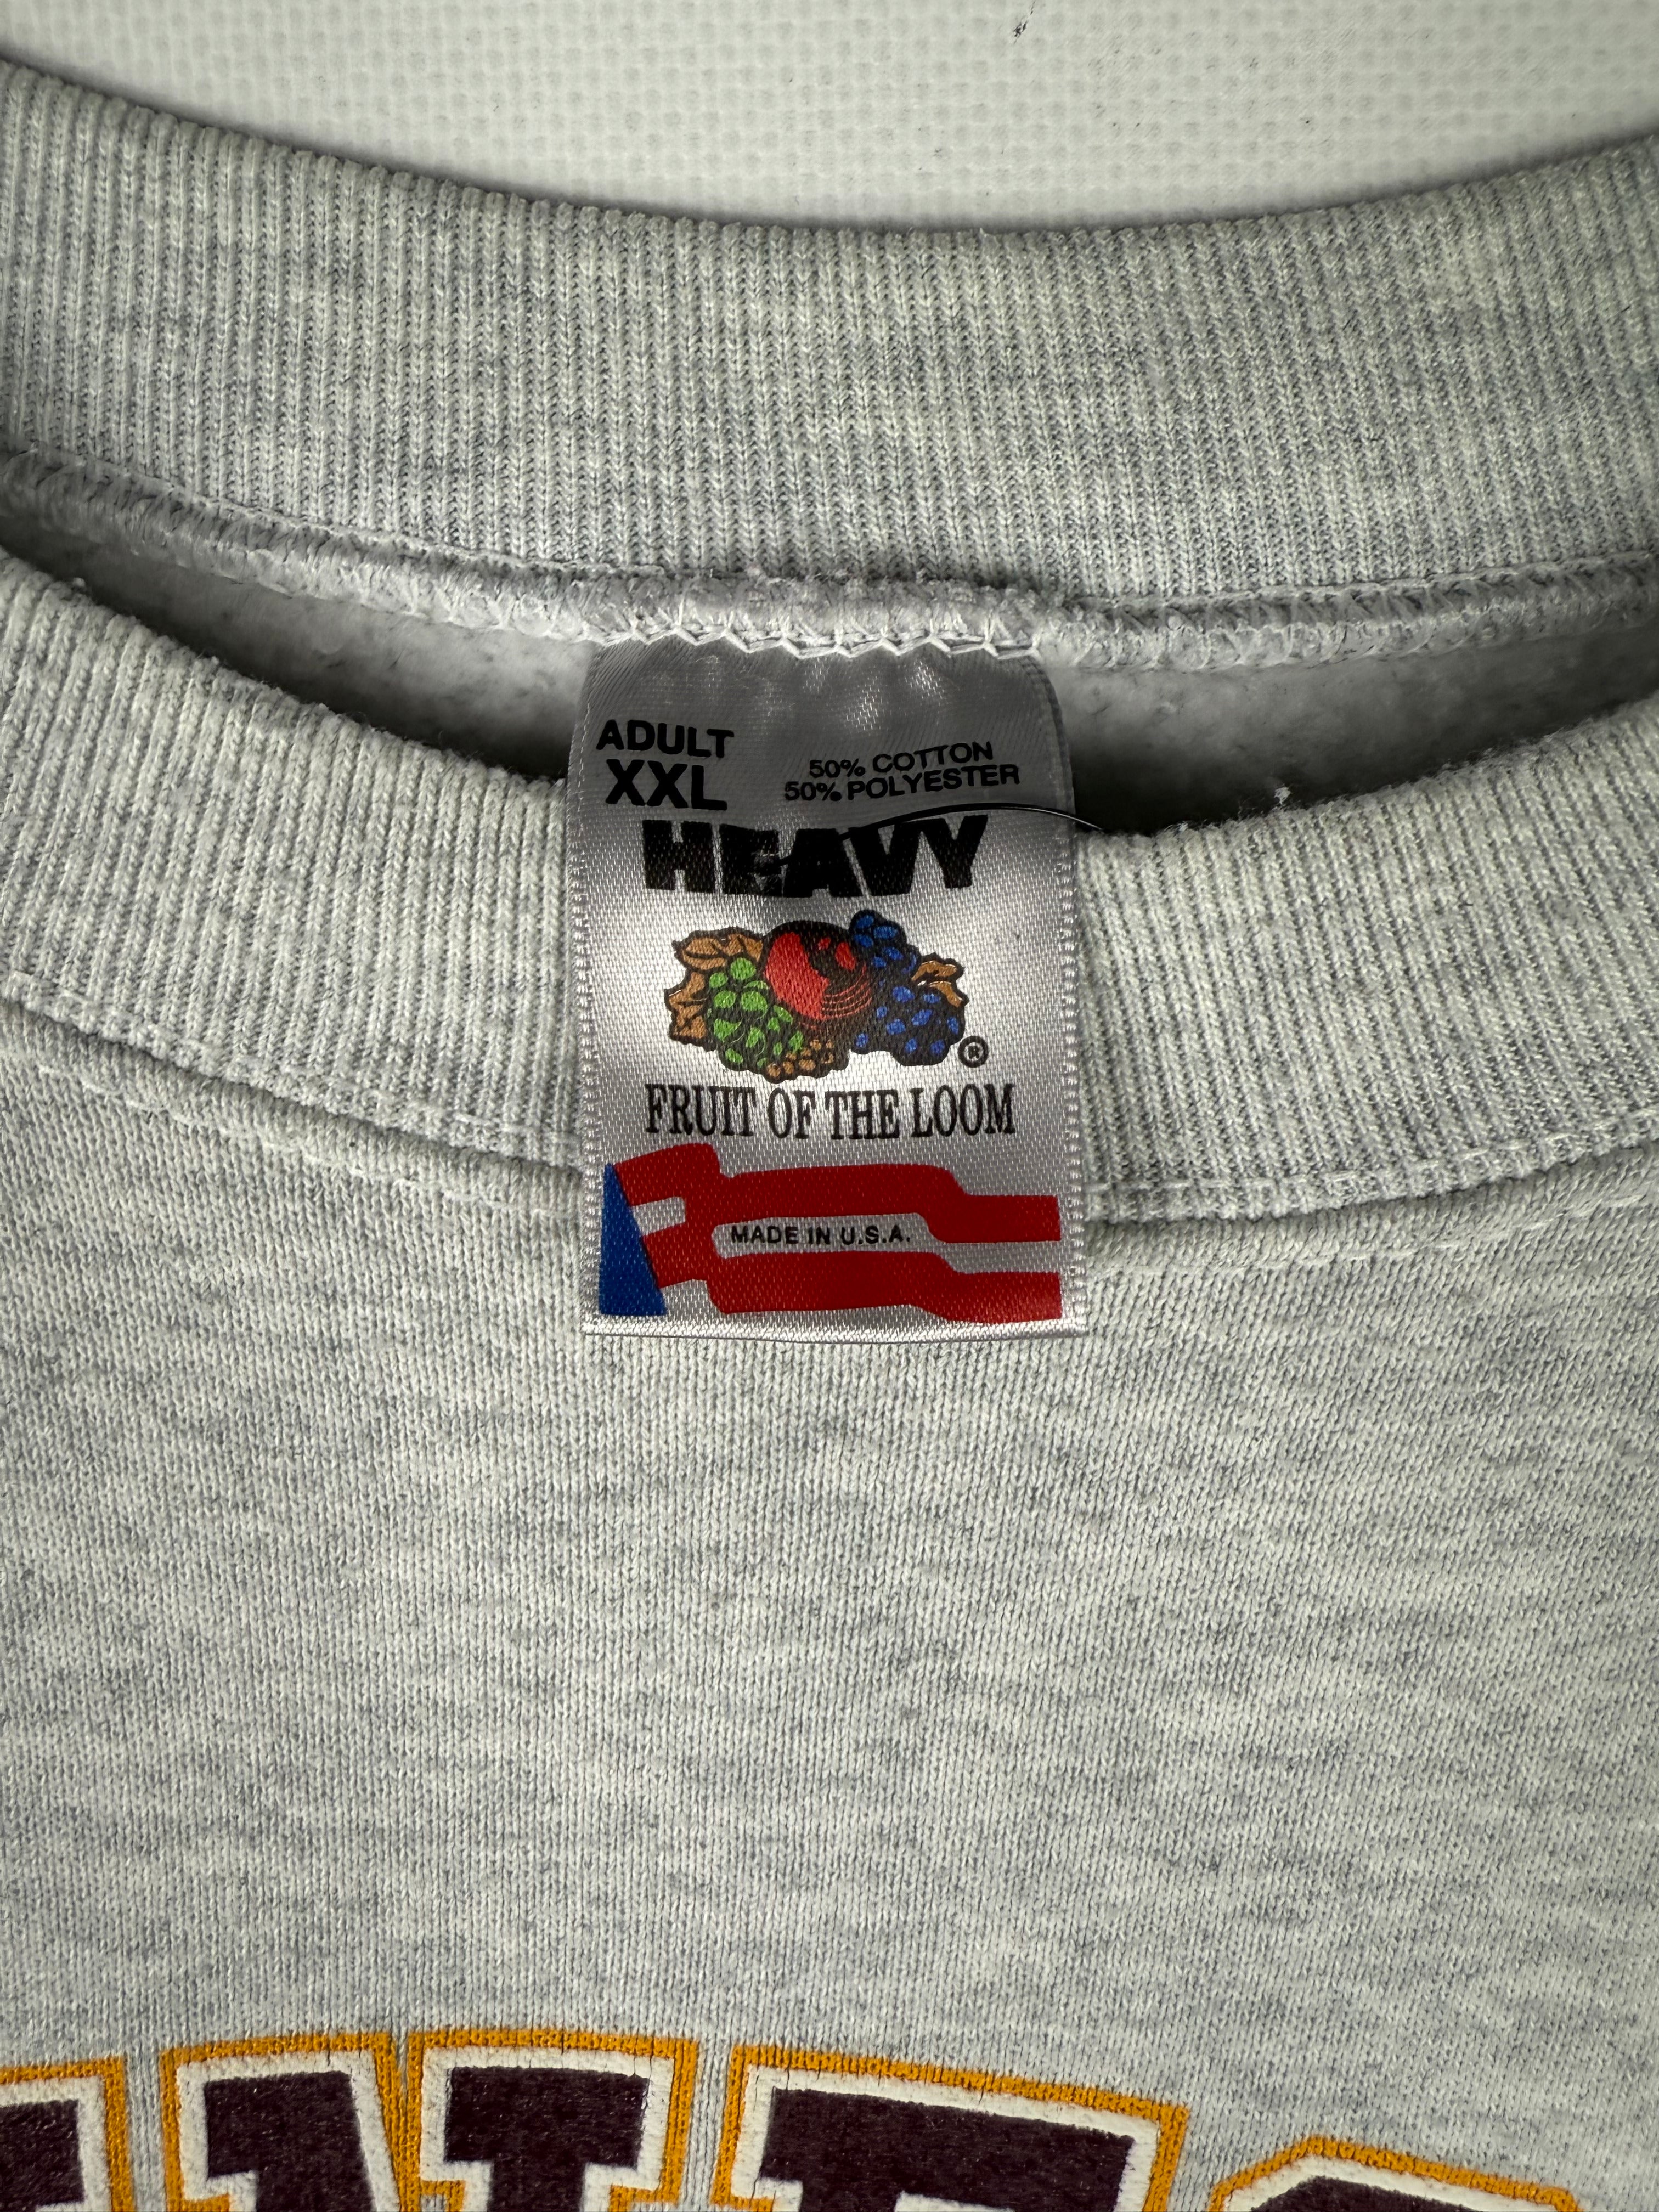 ADULT
XXL
50% COTTON
50% POLYESTER
HEAVY
®
FRUIT OF THE LOOM
MADE IN U.S.A.